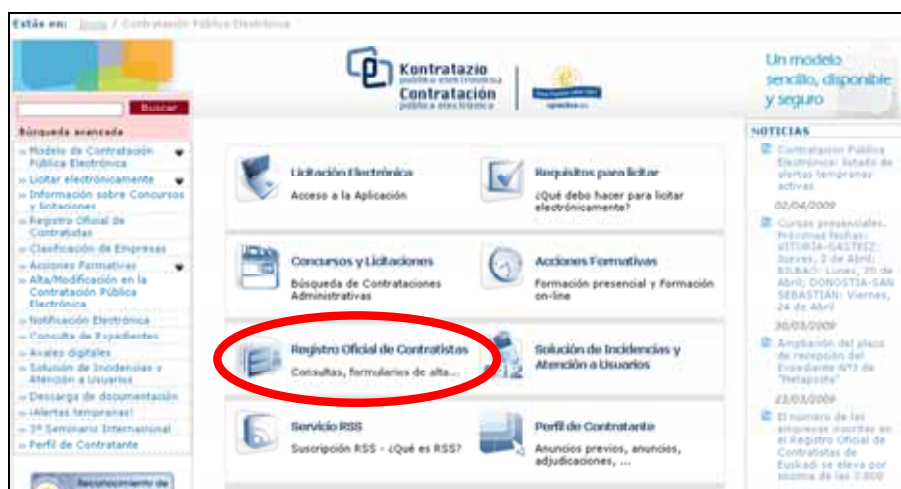 Estás en: Inicio / Contratación Pública Electrónica
Kontratazio
pública electrónica
Contratación
pública electrónica
Un modelo
sencillo, disponible
y seguro
Buscar
Búsqueda avanzada
Modelo de Contratación
Pública Electrónica
Licitar electrónicamente
Información sobre Concursos
y licitaciones
Registro Oficial de
Contratistas
Clasificación de Empresas
Acciones Formativas
Alta/Modificación en la
Contratación Pública
Electrónica
Notificación Electrónica
Consulta de Expedientes
Avales digitales
Solución de Incidencias y
Atención a Usuarios
Descarga de documentación
¡Alertas tempranas!
3º Seminario Internacional
Perfil de Contratante
Reconocimiento de
Licitación Electrónica
Acceso a la Aplicación
Requisitos para licitar
¿Qué debo hacer para licitar
electrónicamente?
Concursos y Licitaciones
Búsqueda de Contrataciones
Administrativas
Acciones Formativas
Formación presencial y Formación
on-line
Registro Oficial de Contratistas
Consultas, formularios de alta...
Solución de Incidencias y
Atención a Usuarios
Servicio RSS
Suscripción RSS - ¿Qué es RSS?
Perfil de Contratante
Anuncios previos, anuncios,
adjudicaciones, ...
NOTICIAS
Contratación Pública
Electrónica: listado de
alertas tempranas
activas
02/04/2009
Cursos presenciales.
Próximas fechas:
VITORIA-GASTEIZ:
Jueves, 2 de Abril;
BILBAO: Lunes, 20 de
Abril; DONOSTIA-SAN
SEBASTIÁN: Viernes,
24 de Abril
30/03/2009
Ampliación del plazo
de recepción del
Expediente Nº3 de
"Metaposta"
23/03/2009
El número de las
empresas inscritas en
el Registro Oficial de
Contratistas de
Euskadi se eleva por
encima de las